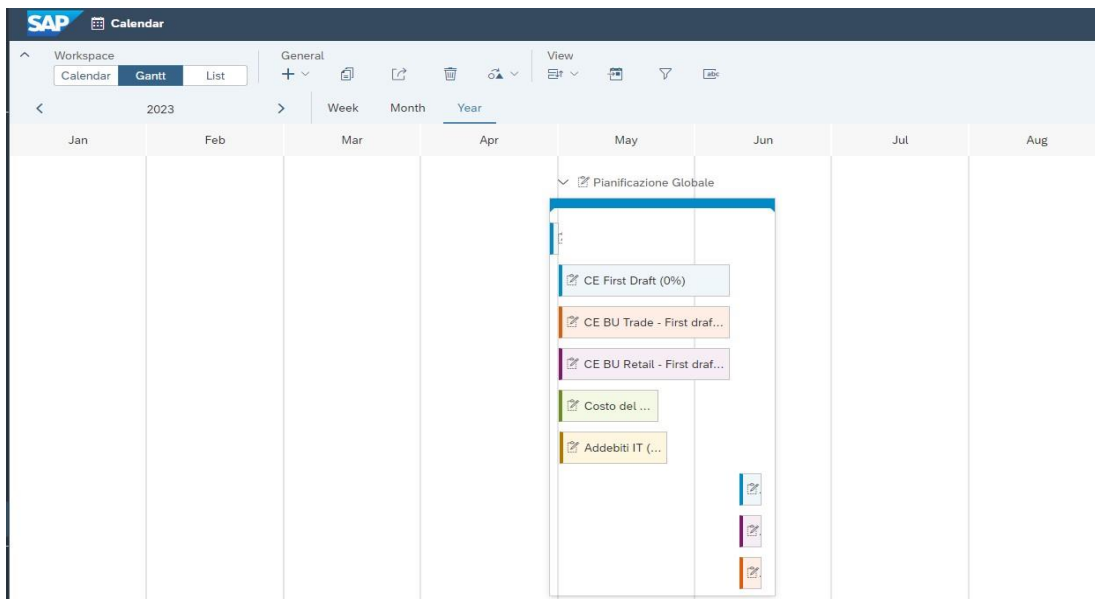 SAP Calendar
Workspace General View
Calendar Gantt List abc
2023 Week Month Year
Jan Feb Mar Apr May Jun Jul Aug
Pianificazione Globale
CE First Draft (0%)
CE BU Trade - First draf...
CE BU Retail - First draf...
Costo del ...
Addebiti IT (...